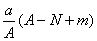 a/A (A − N + m)